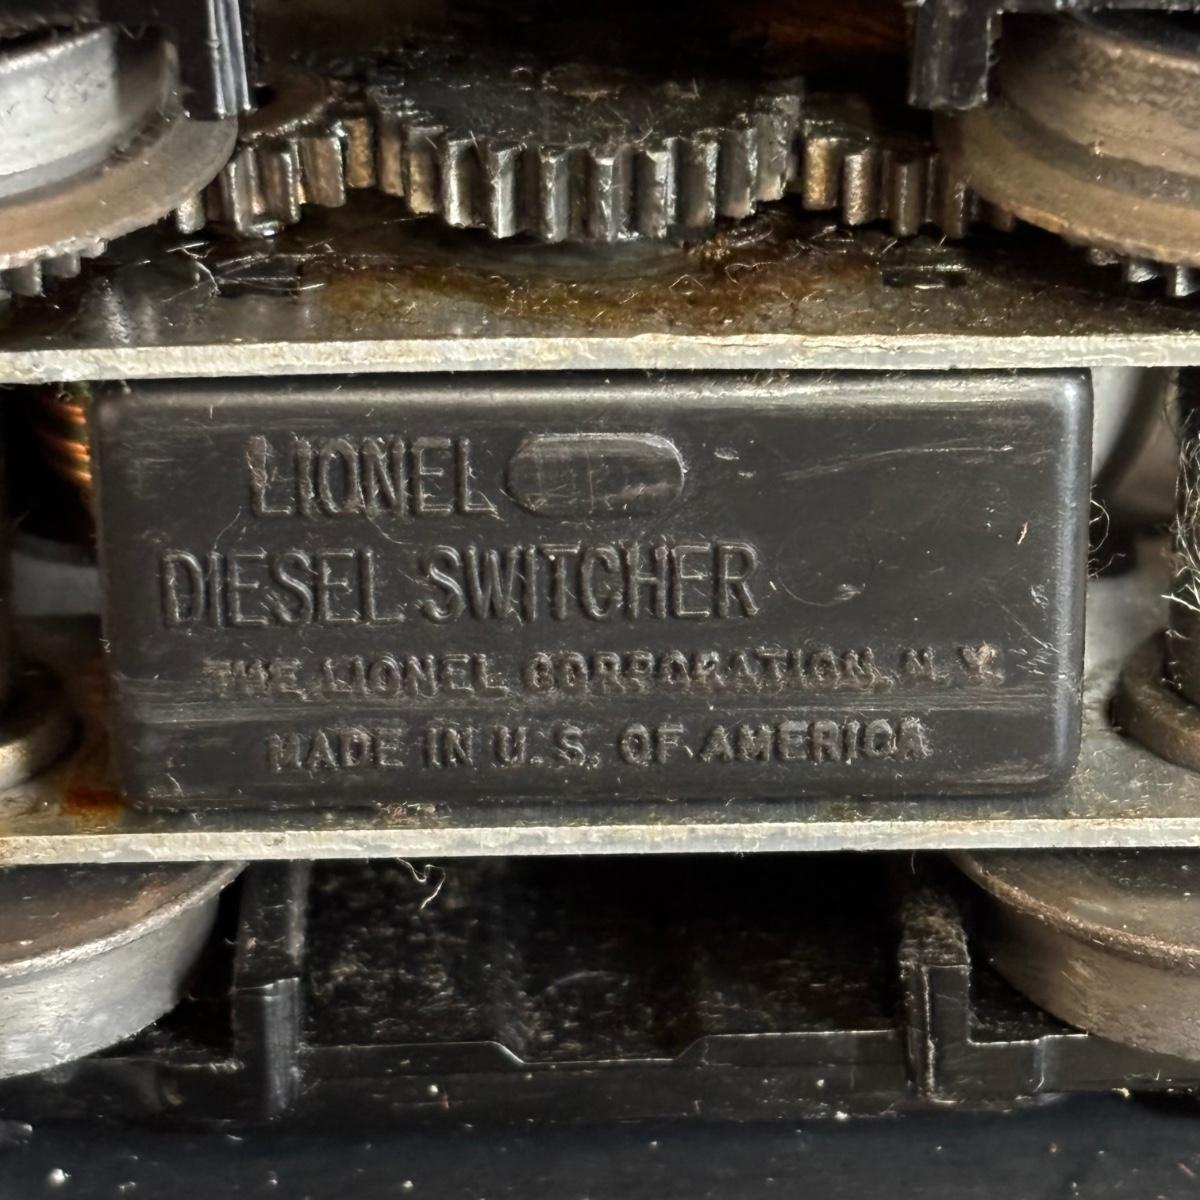 LIONEL
DIESEL SWITCHER
THE LIONEL CORPORATION, N. Y.
MADE IN U.S. OF AMERICA